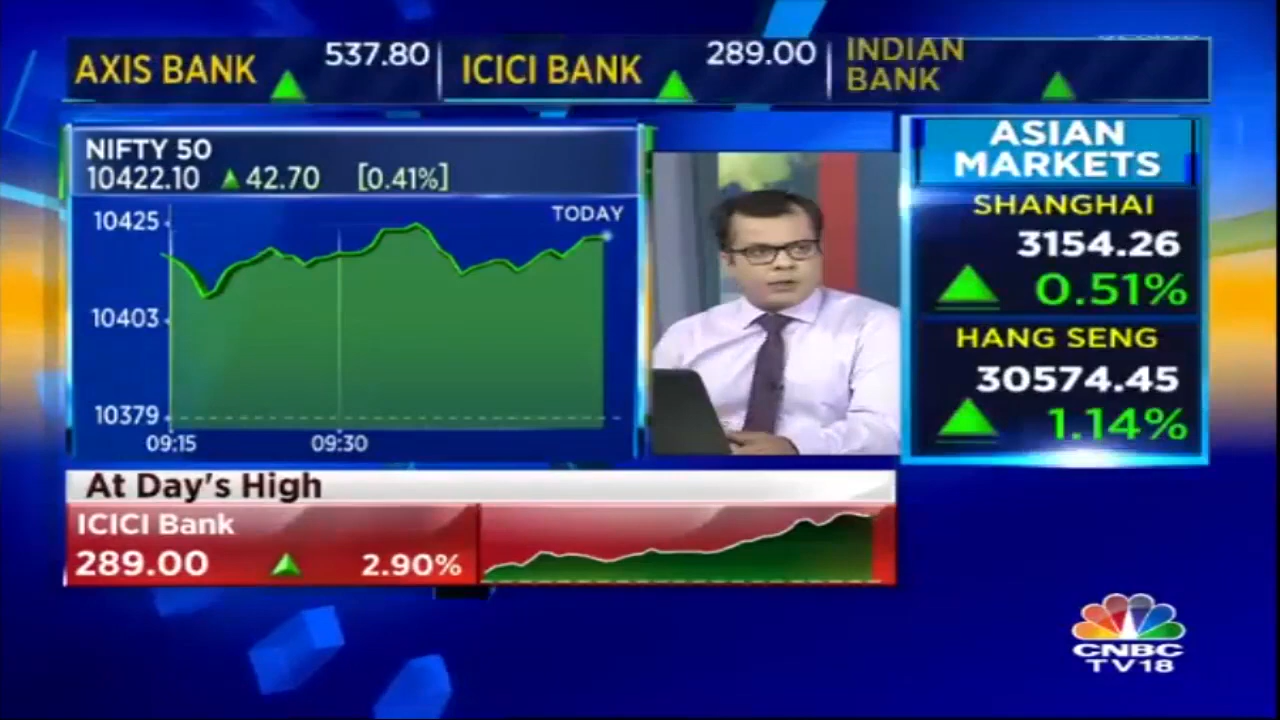 AXIS BANK 537.80
ICICI BANK 289.00
INDIAN
BANK
NIFTY 50
10422.10 42.70 [0.41%]
TODAY
10425
10403
10379
09:15 09:30
ASIAN
MARKETS
SHANGHAI
3154.26
0.51%
HANG SENG
30574.45
1.14%
At Day's High
ICICI Bank
289.00 2.90%
CNBC
TV18